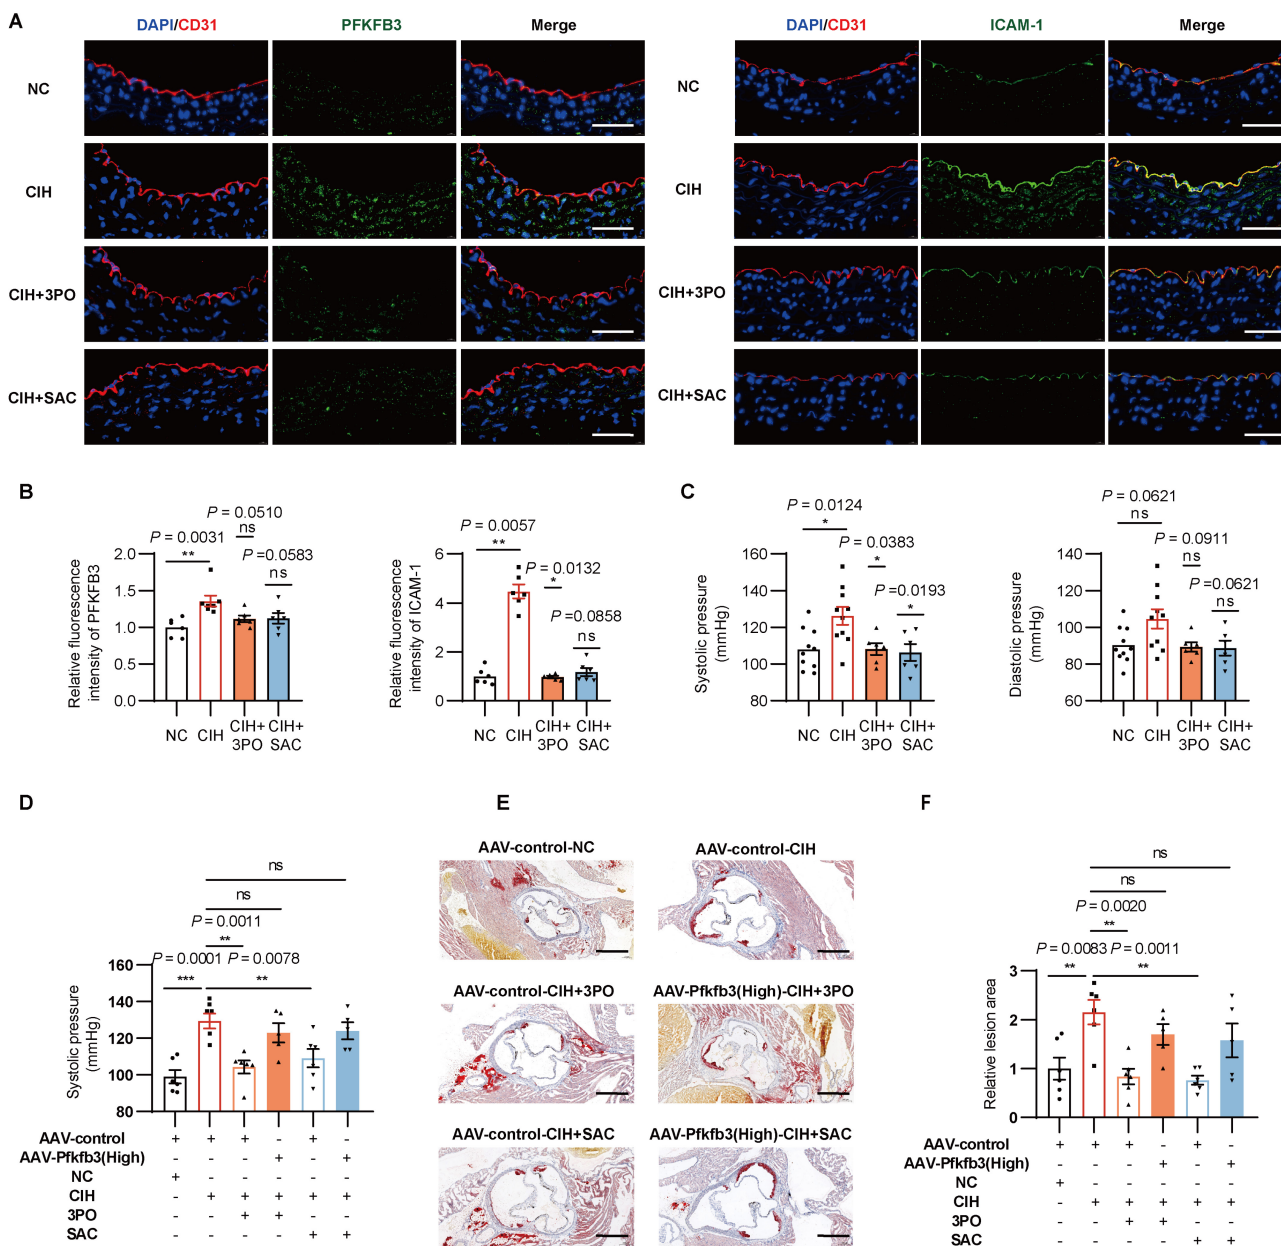 A
DAPI/CD31 PFKFB3 Merge DAPI/CD31 ICAM-1 Merge
NC NC
CIH CIH
CIH+3PO CIH+3PO
CIH+SAC CIH+SAC
B
P = 0.0510
P = 0.0031 ns
** P =0.0583
ns
Relative fluorescence
intensity of PFKFB3
2.0
1.5
1.0
0.5
0.0
NC CIH CIH+ CIH+
3PO SAC
P = 0.0057
**
P = 0.0132
*
P =0.0858
ns
Relative fluorescence
intensity of ICAM-1
6
4
2
0
NC CIH CIH+ CIH+
3PO SAC
C
P = 0.0124
*
P = 0.0383
*
P =0.0193
*
Systolic pressure
(mmHg)
140
120
100
80
160
NC CIH CIH+ CIH+
3PO SAC
P = 0.0621
ns
P = 0.0911
ns
P =0.0621
ns
Diastolic pressure
(mmHg)
140
120
100
80
60
NC CIH CIH+ CIH+
3PO SAC
D
ns
ns
P = 0.0011
**
P = 0.0001 P = 0.0078
*** **
Systolic pressure
(mmHg)
160
140
120
100
80
AAV-control + + + - + -
AAV-Pfkfb3(High) - - - + - +
NC + - - - - -
CIH - + + + + +
3PO - - + + - -
SAC - - - - + +
E
AAV-control-NC AAV-control-CIH
AAV-control-CIH+3PO AAV-Pfkfb3(High)-CIH+3PO
AAV-control-CIH+SAC AAV-Pfkfb3(High)-CIH+SAC
F
ns
ns
P = 0.0020
**
P = 0.0083 P = 0.0011
** **
Relative lesion area
3
2
1
0
AAV-control + + + - + -
AAV-Pfkfb3(High) - - - + - +
NC + - - - - -
CIH - + + + + +
3PO - - + + - -
SAC - - - - + +